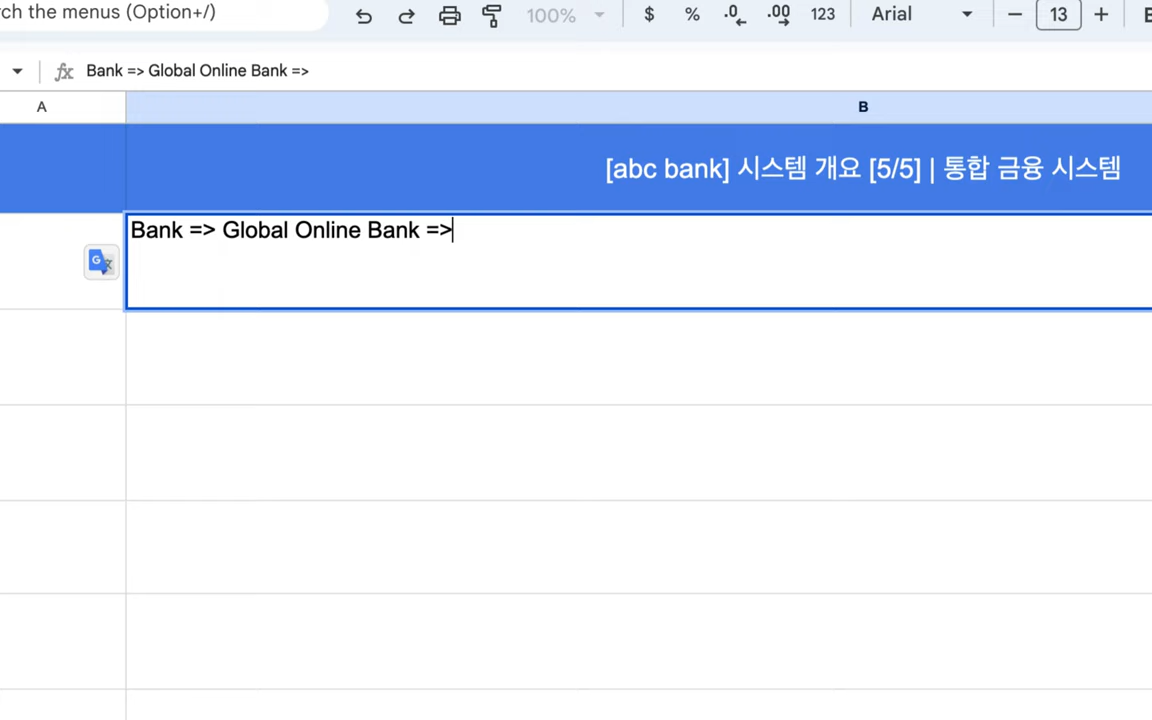 ch the menus (Option+/)
100%
$ % .0 .00 123
Arial
13
fx Bank => Global Online Bank =>
A
B
[abc bank] 시스템 개요 [5/5] | 통합 금융 시스템
Bank => Global Online Bank =>